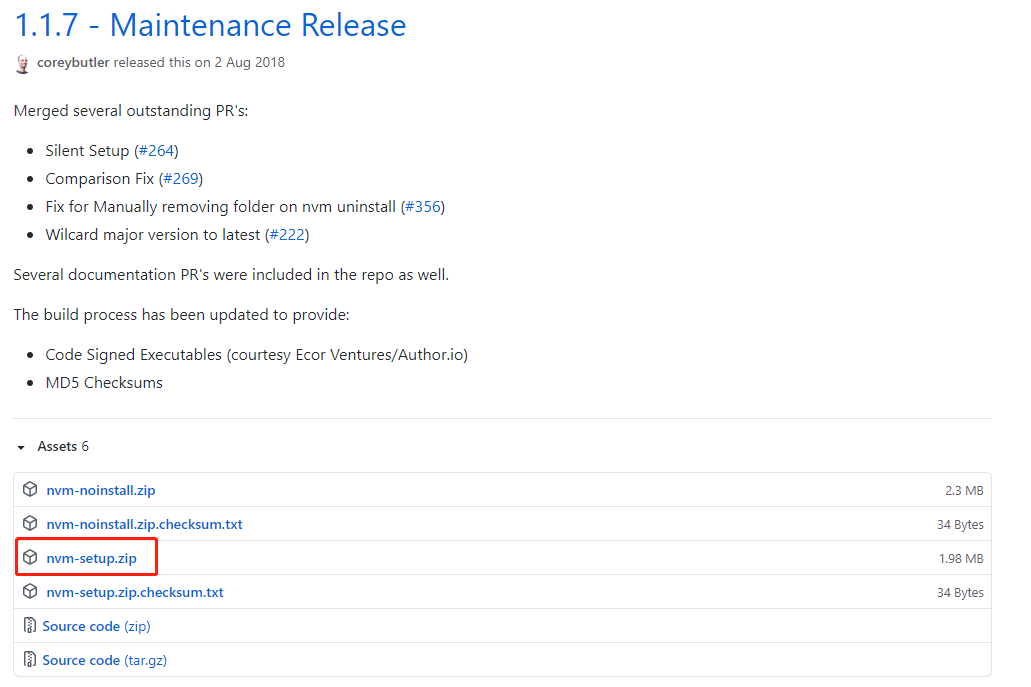 1.1.7 - Maintenance Release
coreybutler released this on 2 Aug 2018
Merged several outstanding PR's:
Silent Setup (#264)
Comparison Fix (#269)
Fix for Manually removing folder on nvm uninstall (#356)
Wilcard major version to latest (#222)
Several documentation PR's were included in the repo as well.
The build process has been updated to provide:
Code Signed Executables (courtesy Ecor Ventures/Author.io)
MD5 Checksums
Assets 6
nvm-noinstall.zip 2.3 MB
nvm-noinstall.zip.checksum.txt 34 Bytes
nvm-setup.zip 1.98 MB
nvm-setup.zip.checksum.txt 34 Bytes
Source code (zip)
Source code (tar.gz)